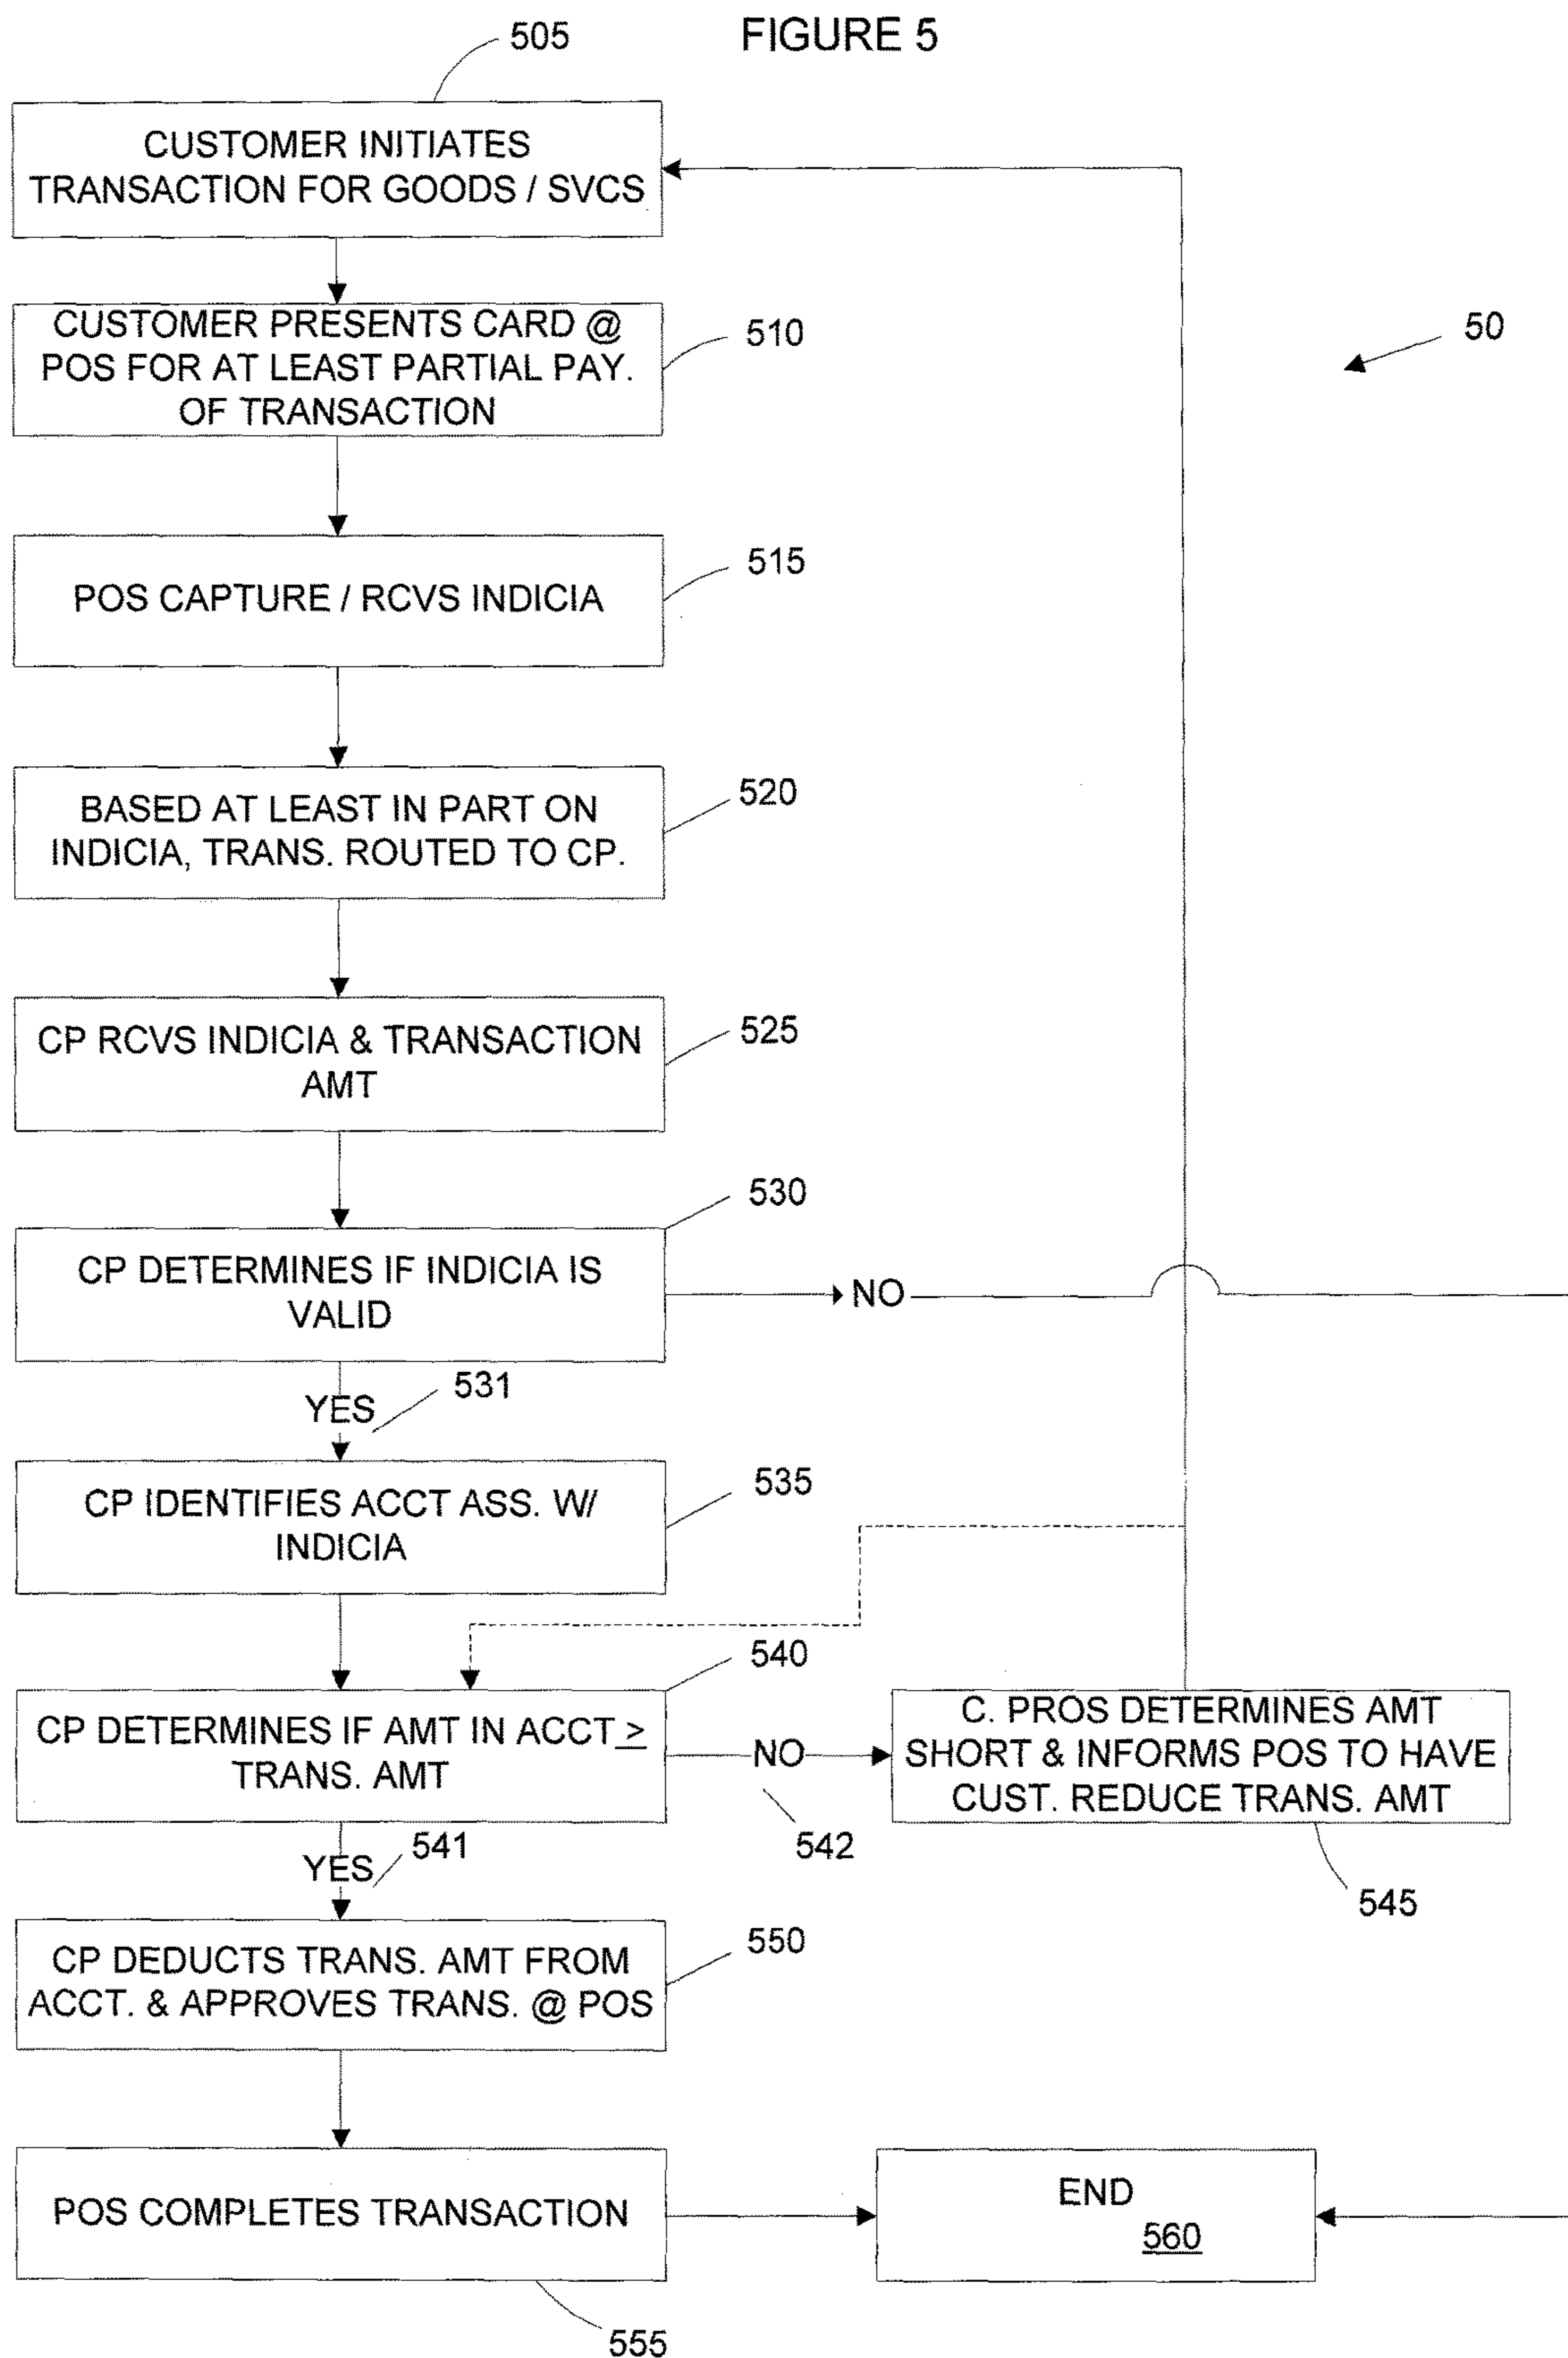 FIGURE 5
505
CUSTOMER INITIATES
TRANSACTION FOR GOODS / SVCS
CUSTOMER PRESENTS CARD @
POS FOR AT LEAST PARTIAL PAY.
OF TRANSACTION
510
50
POS CAPTURE / RCVS INDICIA
515
BASED AT LEAST IN PART ON
INDICIA, TRANS. ROUTED TO CP.
520
CP RCVS INDICIA & TRANSACTION
AMT
525
CP DETERMINES IF INDICIA IS
VALID
530
NO
YES
531
CP IDENTIFIES ACCT ASS. W/
INDICIA
535
CP DETERMINES IF AMT IN ACCT ≥
TRANS. AMT
540
NO
542
C. PROS DETERMINES AMT
SHORT & INFORMS POS TO HAVE
CUST. REDUCE TRANS. AMT
545
YES
541
CP DEDUCTS TRANS. AMT FROM
ACCT. & APPROVES TRANS. @ POS
550
POS COMPLETES TRANSACTION
555
END
560